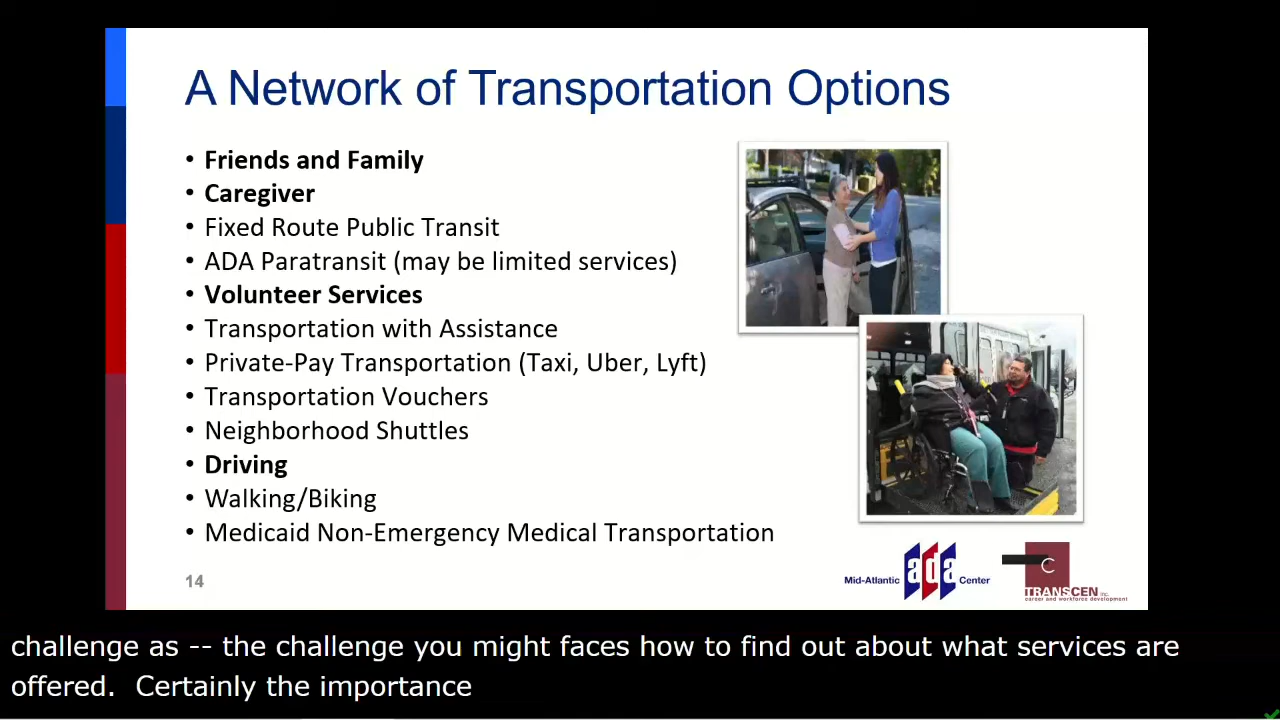 A Network of Transportation Options
• Friends and Family
• Caregiver
• Fixed Route Public Transit
• ADA Paratransit (may be limited services)
• Volunteer Services
• Transportation with Assistance
• Private-Pay Transportation (Taxi, Uber, Lyft)
• Transportation Vouchers
• Neighborhood Shuttles
• Driving
• Walking/Biking
• Medicaid Non-Emergency Medical Transportation
14
Mid-Atlantic ada Center
C
TRANSCEN inc.
career and workforce development
challenge as -- the challenge you might faces how to find out about what services are
offered.  Certainly the importance